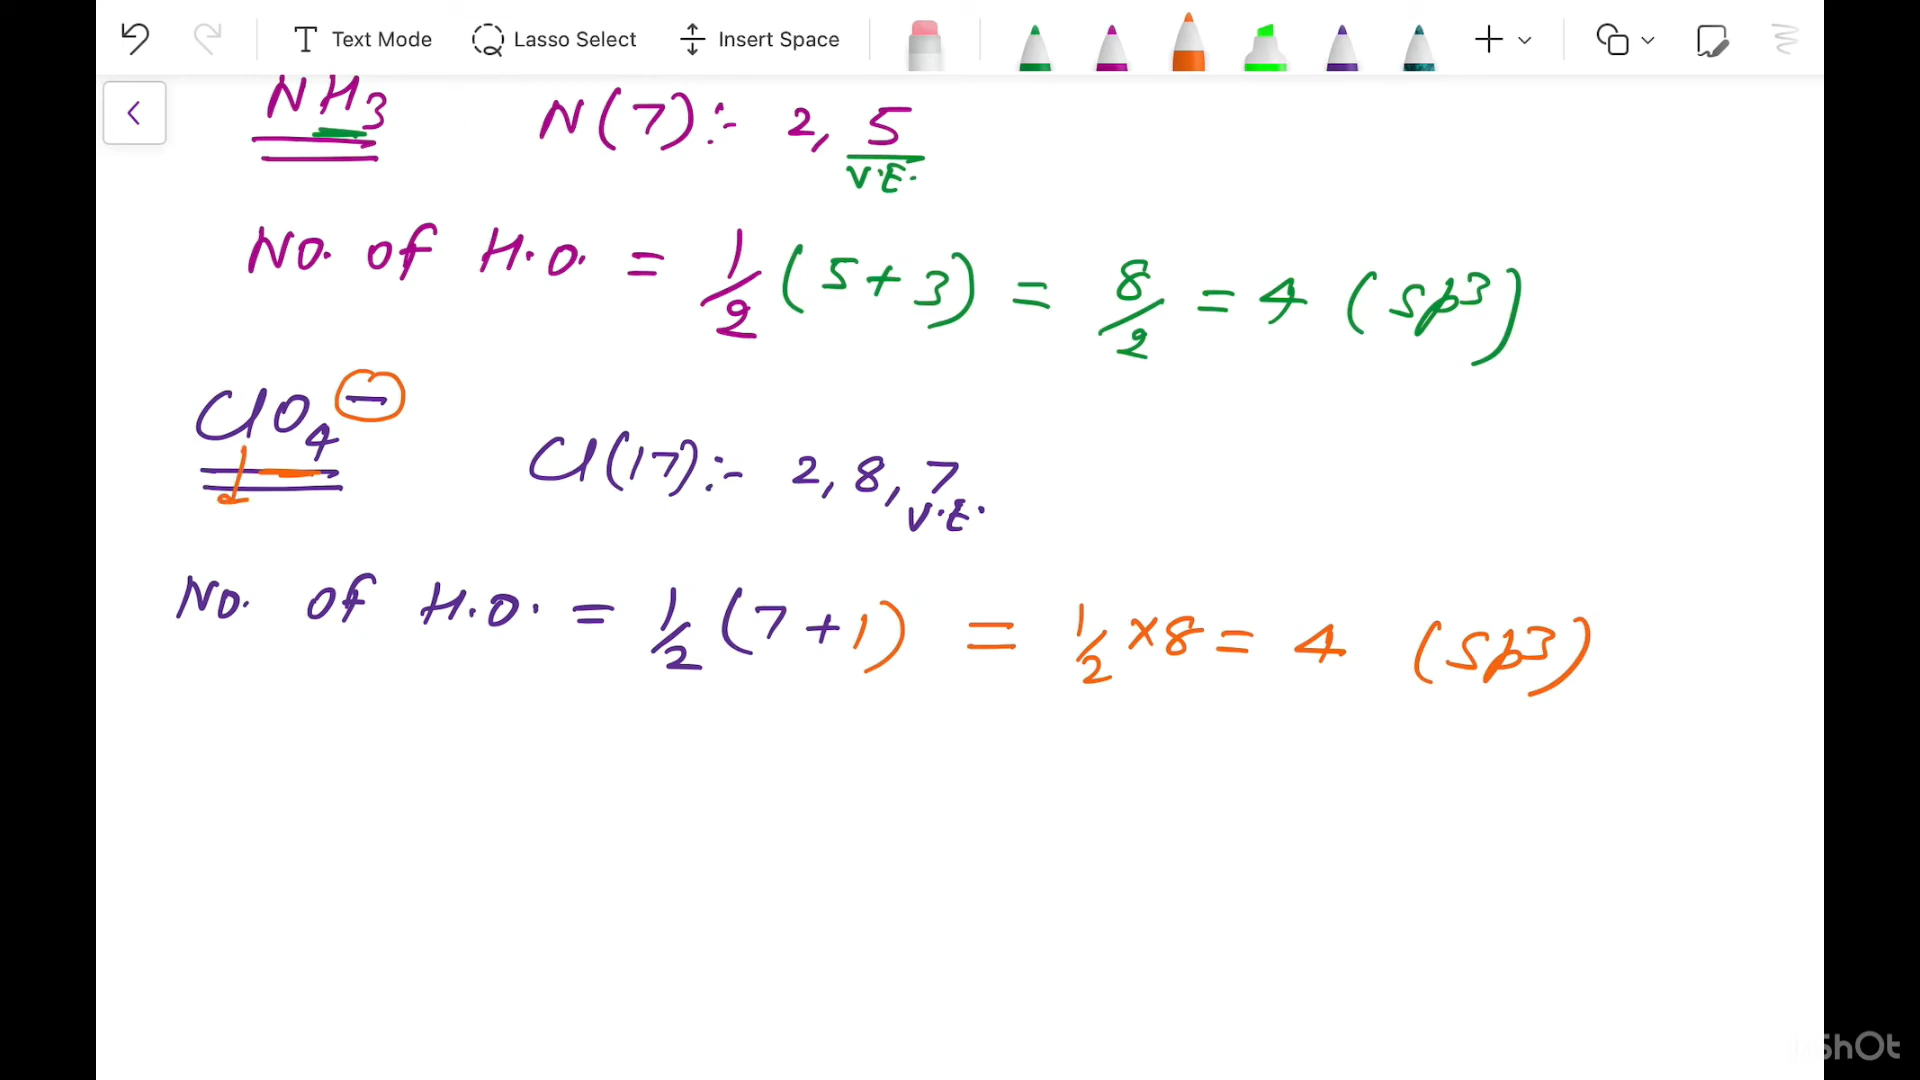 Text Mode Lasso Select Insert Space
NH3 N(7):- 2, 5
V.E.
No. of H.O. = 1/2 (5+3) = 8/2 = 4 (sp3)
ClO4 - Cl(17):- 2, 8, 7
V.E.
No. of H.O. = 1/2 (7+1) = 1/2 ×8 = 4 (sp3)